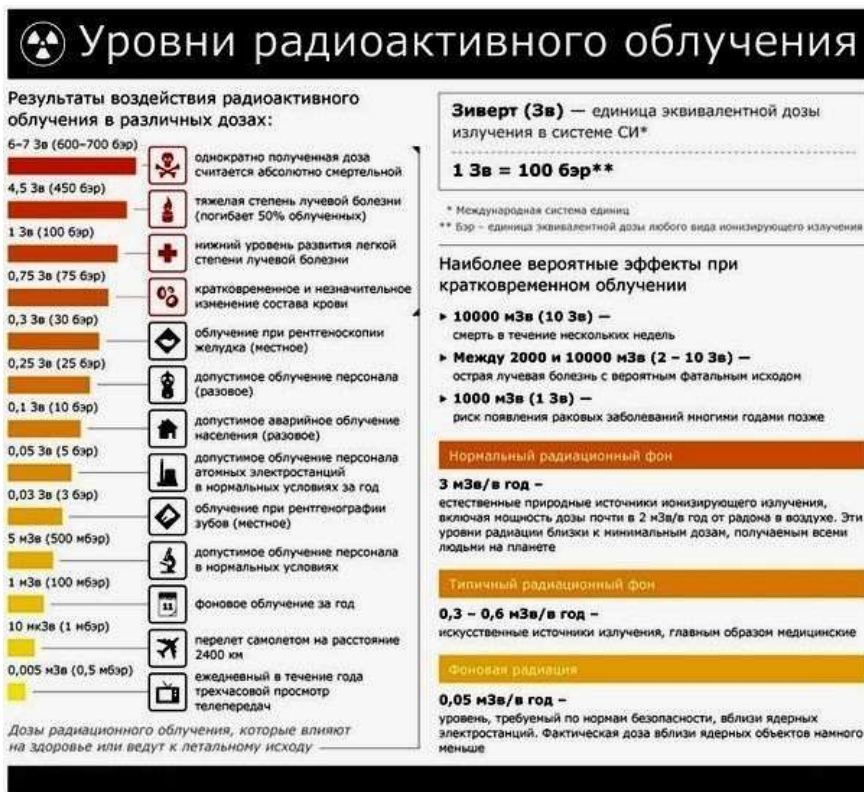 Уровни радиоактивного облучения
Результаты воздействия радиоактивного
облучения в различных дозах:
6–7 Зв (600–700 бэр)
однократно полученная доза
считается абсолютно смертельной
4,5 Зв (450 бэр)
тяжелая степень лучевой болезни
(погибает 50% облученных)
1 Зв (100 бэр)
нижний уровень развития легкой
степени лучевой болезни
0,75 Зв (75 бэр)
кратковременное и незначительное
изменение состава крови
0,3 Зв (30 бэр)
облучение при рентгеноскопии
желудка (местное)
0,25 Зв (25 бэр)
допустимое облучение персонала
(разовое)
0,1 Зв (10 бэр)
допустимое аварийное облучение
населения (разовое)
0,05 Зв (5 бэр)
допустимое облучение персонала
атомных электростанций
в нормальных условиях за год
0,03 Зв (3 бэр)
облучение при рентгенографии
зубов (местное)
5 мЗв (500 мбэр)
допустимое облучение персонала
в нормальных условиях
1 мЗв (100 мбэр)
11
фоновое облучение за год
10 мкЗв (1 мбэр)
перелет самолетом на расстояние
2400 км
0,005 мЗв (0,5 мбэр)
ежедневный в течение года
трехчасовой просмотр
телепередач
Дозы радиационного облучения, которые влияют
на здоровье или ведут к летальному исходу
Зиверт (Зв) — единица эквивалентной дозы
излучения в системе СИ*
1 Зв = 100 бэр**
* Международная система единиц
** Бэр – единица эквивалентной дозы любого вида ионизирующего излучения
Наиболее вероятные эффекты при
кратковременном облучении
▸ 10000 мЗв (10 Зв) —
смерть в течение нескольких недель
▸ Между 2000 и 10000 мЗв (2 – 10 Зв) —
острая лучевая болезнь с вероятным фатальным исходом
▸ 1000 мЗв (1 Зв) —
риск появления раковых заболеваний многими годами позже
Нормальный радиационный фон
3 мЗв/в год –
естественные природные источники ионизирующего излучения,
включая мощность дозы почти в 2 мЗв/в год от радона в воздухе. Эти
уровни радиации близки к минимальным дозам, получаемым всеми
людьми на планете
Типичный радиационный фон
0,3 – 0,6 мЗв/в год –
искусственные источники излучения, главным образом медицинские
Фоновая радиация
0,05 мЗв/в год –
уровень, требуемый по нормам безопасности, вблизи ядерных
электростанций. Фактическая доза вблизи ядерных объектов намного
меньше